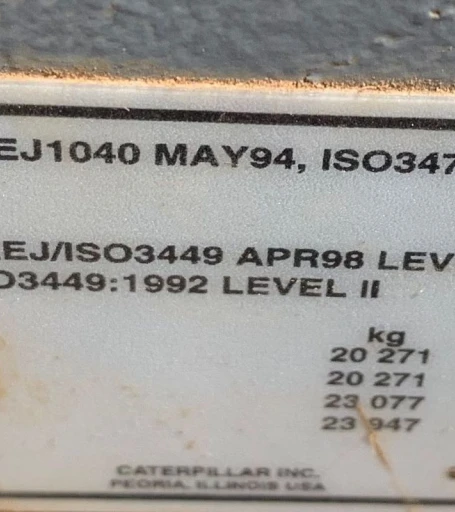 EJ1040 MAY94, ISO347
EJ/ISO3449 APR98 LEV
O3449:1992 LEVEL II
kg
20 271
20 271
23 077
23 947
CATERPILLAR INC.
PEORIA, ILLINOIS USA